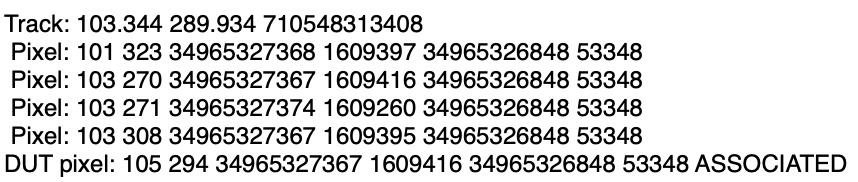 Track: 103.344 289.934 710548313408
Pixel: 101 323 34965327368 1609397 34965326848 53348
Pixel: 103 270 34965327367 1609416 34965326848 53348
Pixel: 103 271 34965327374 1609260 34965326848 53348
Pixel: 103 308 34965327367 1609395 34965326848 53348
DUT pixel: 105 294 34965327367 1609416 34965326848 53348 ASSOCIATED